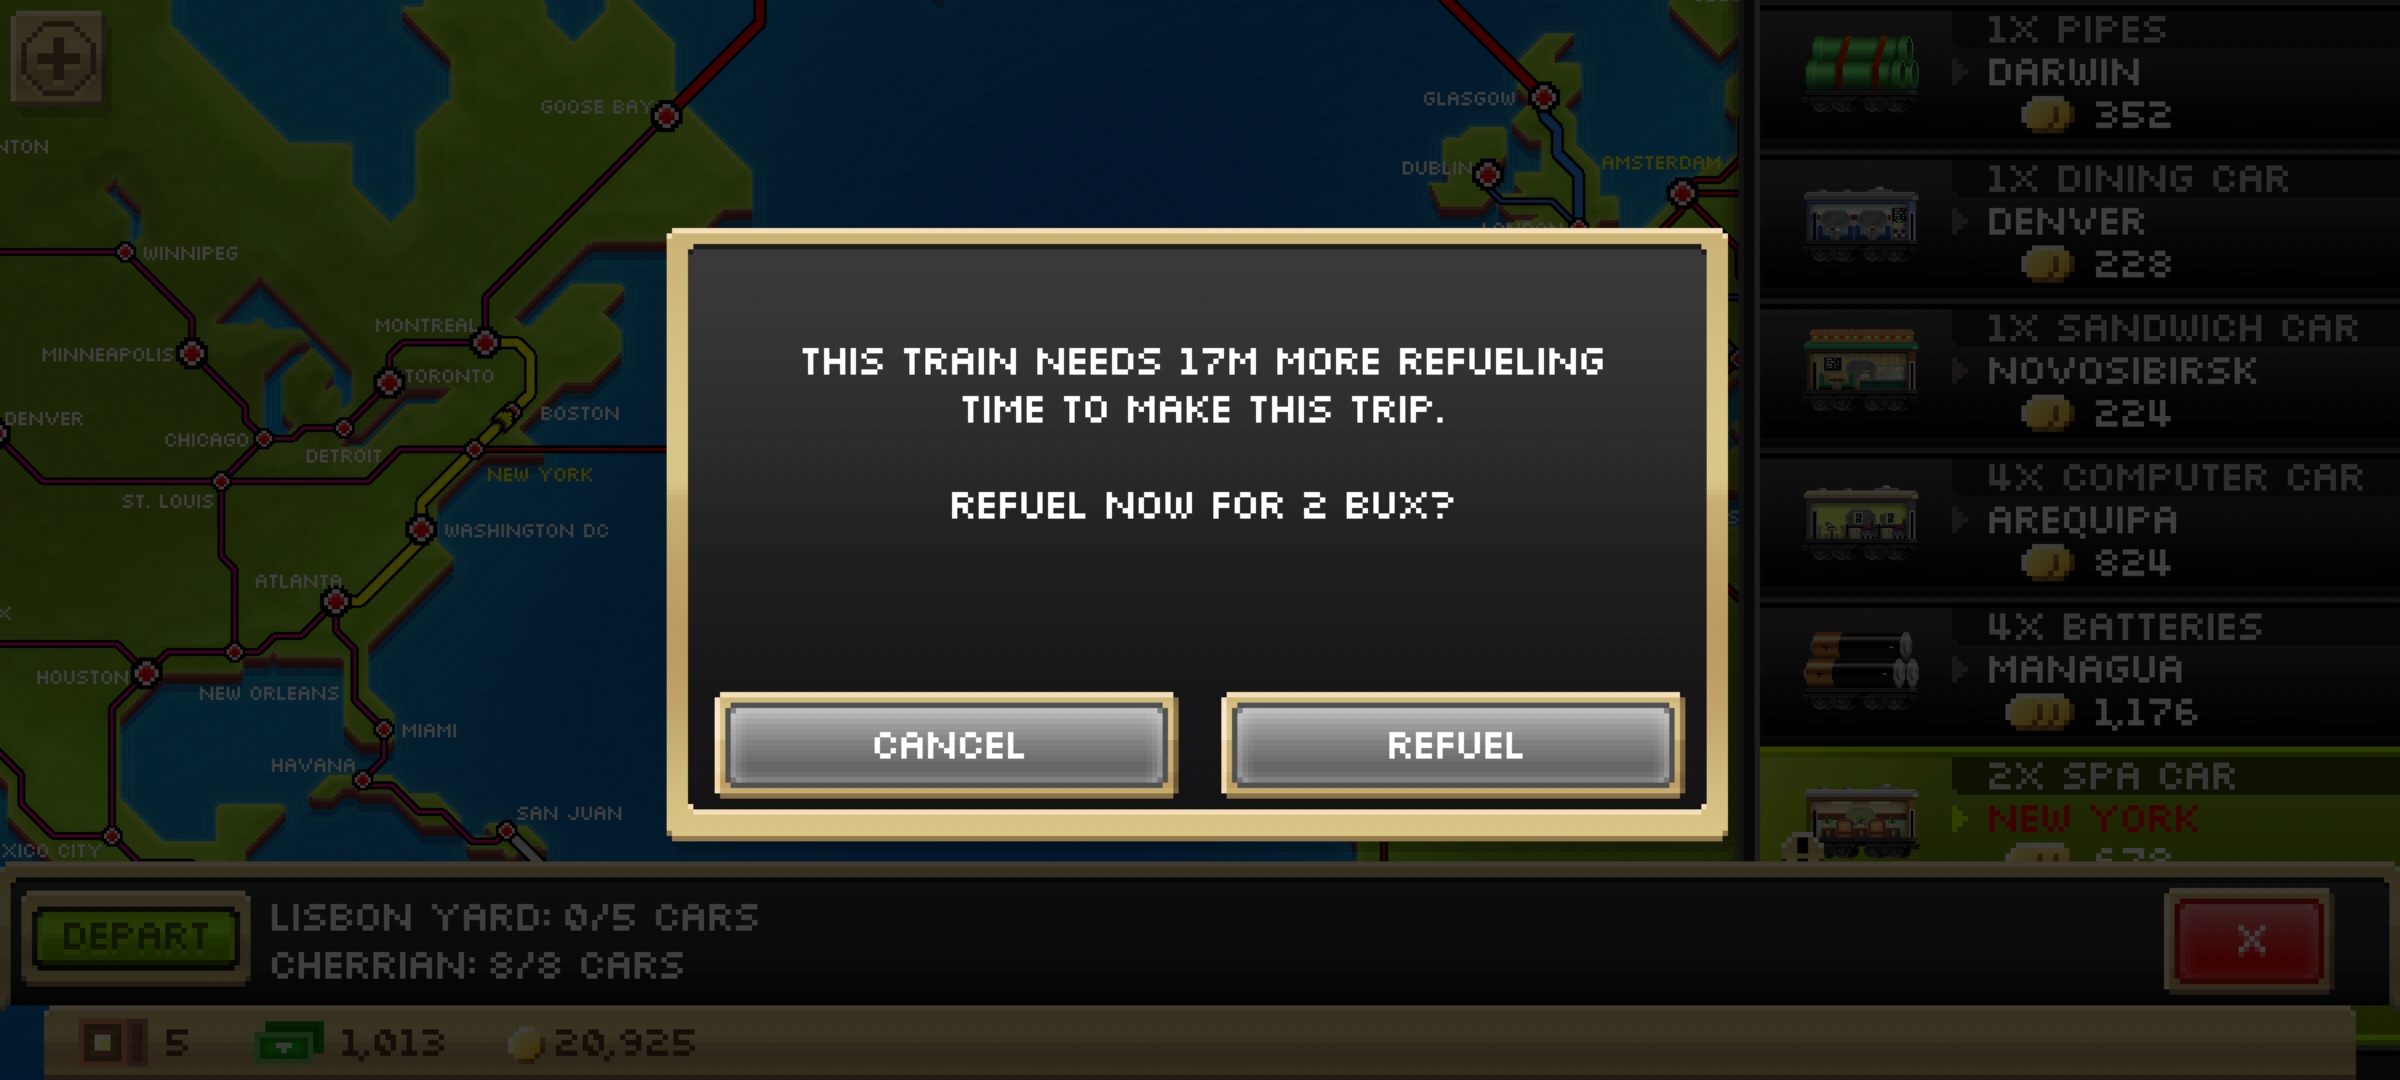 NTON
WINNIPEG
MINNEAPOLIS
DENVER
CHICAGO
ST. LOUIS
DETROIT
TORONTO
MONTREAL
GOOSE BAY
BOSTON
NEW YORK
WASHINGTON DC
ATLANTA
X
HOUSTON
NEW ORLEANS
MIAMI
HAVANA
SAN JUAN
XICO CITY
GLASGOW
DUBLIN
AMSTERDAM
THIS TRAIN NEEDS 17M MORE REFUELING
TIME TO MAKE THIS TRIP.
REFUEL NOW FOR 2 BUX?
CANCEL
REFUEL
1X PIPES
DARWIN
352
1X DINING CAR
DENVER
228
1X SANDWICH CAR
NOVOSIBIRSK
224
4X COMPUTER CAR
AREQUIPA
824
4X BATTERIES
MANAGUA
1,176
2X SPA CAR
NEW YORK
DEPART
LISBON YARD: 0/5 CARS
CHERRIAN: 8/8 CARS
X
5
1,013
20,925